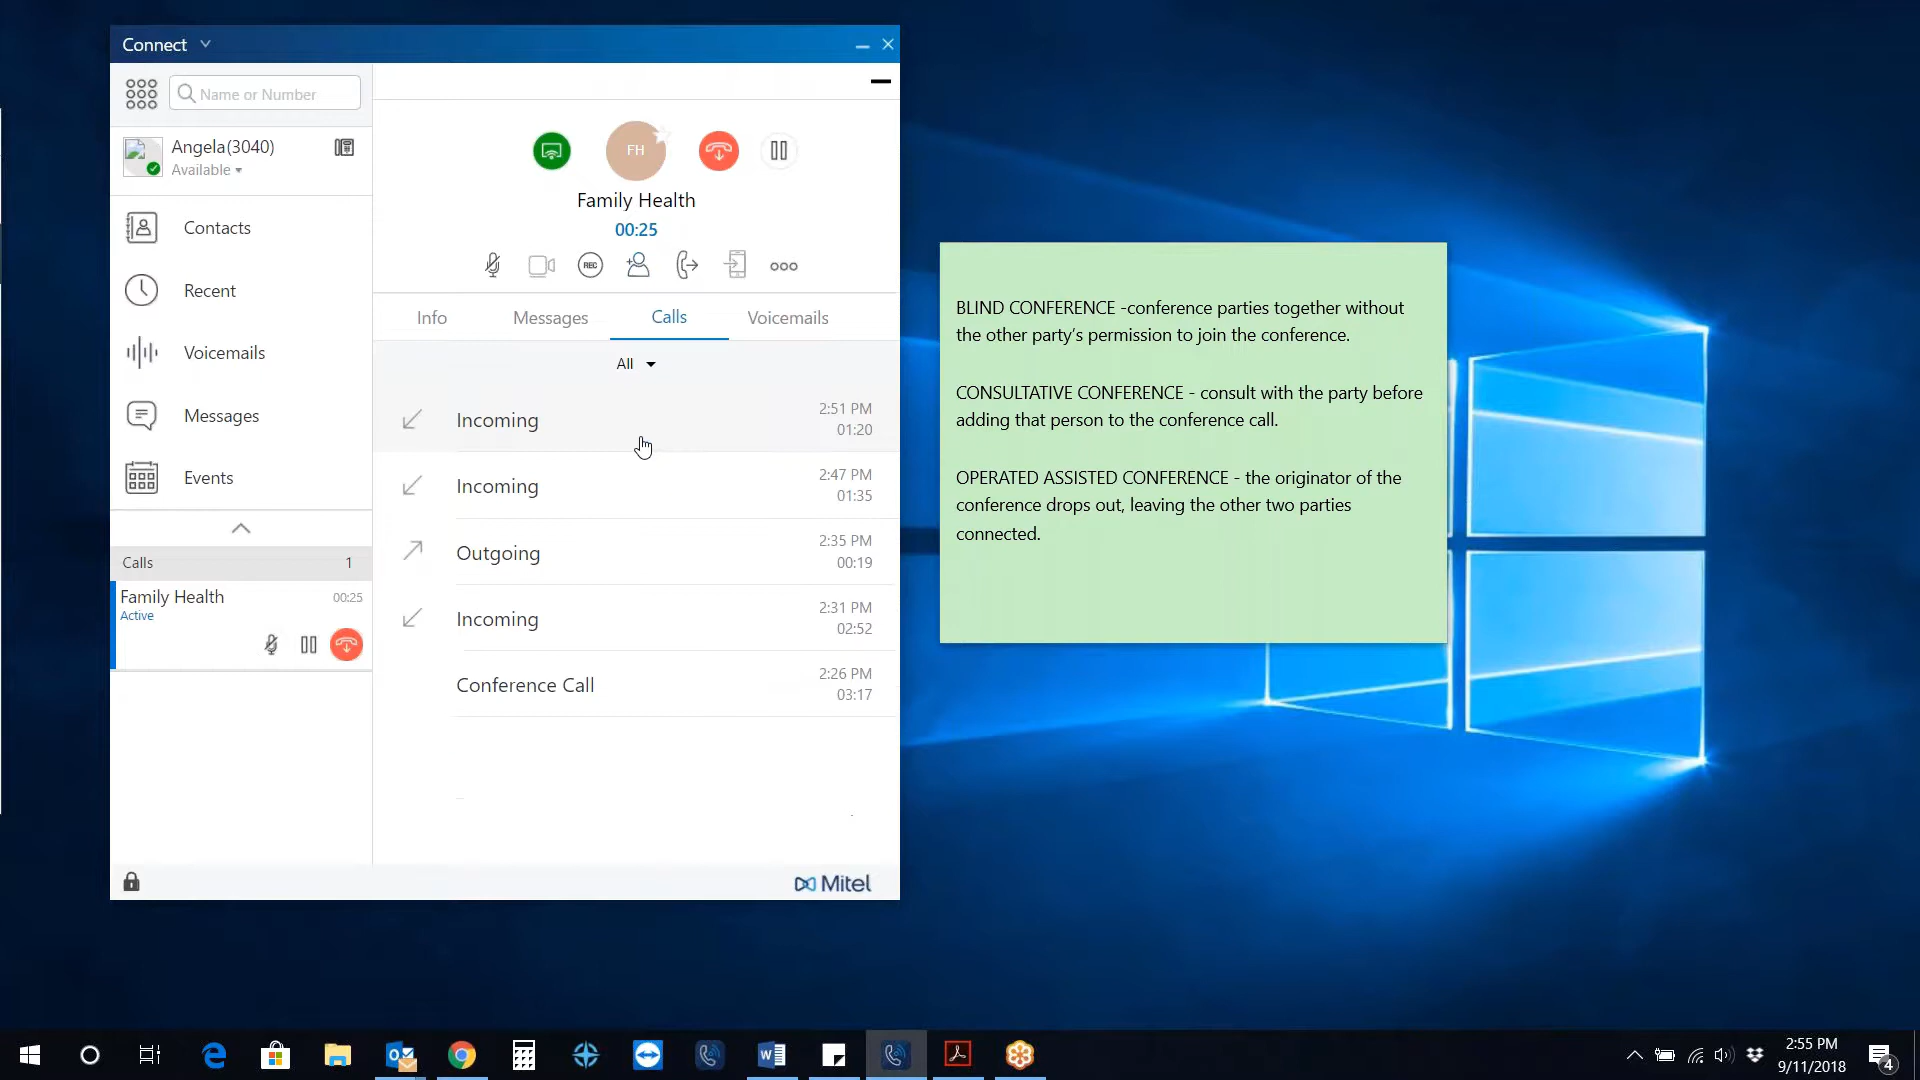 Connect
Name or Number
Angela(3040)
Available
Contacts
Recent
Voicemails
Messages
Events
Calls 1
Family Health 00:25
Active
FH
Family Health
00:25
REC
Info Messages Calls Voicemails
All
Incoming 2:51 PM
01:20
Incoming 2:47 PM
01:35
Outgoing 2:35 PM
00:19
Incoming 2:31 PM
02:52
Conference Call 2:26 PM
03:17
Mitel
BLIND CONFERENCE -conference parties together without
the other party’s permission to join the conference.
CONSULTATIVE CONFERENCE - consult with the party before
adding that person to the conference call.
OPERATED ASSISTED CONFERENCE - the originator of the
conference drops out, leaving the other two parties
connected.
2:55 PM
9/11/2018
4